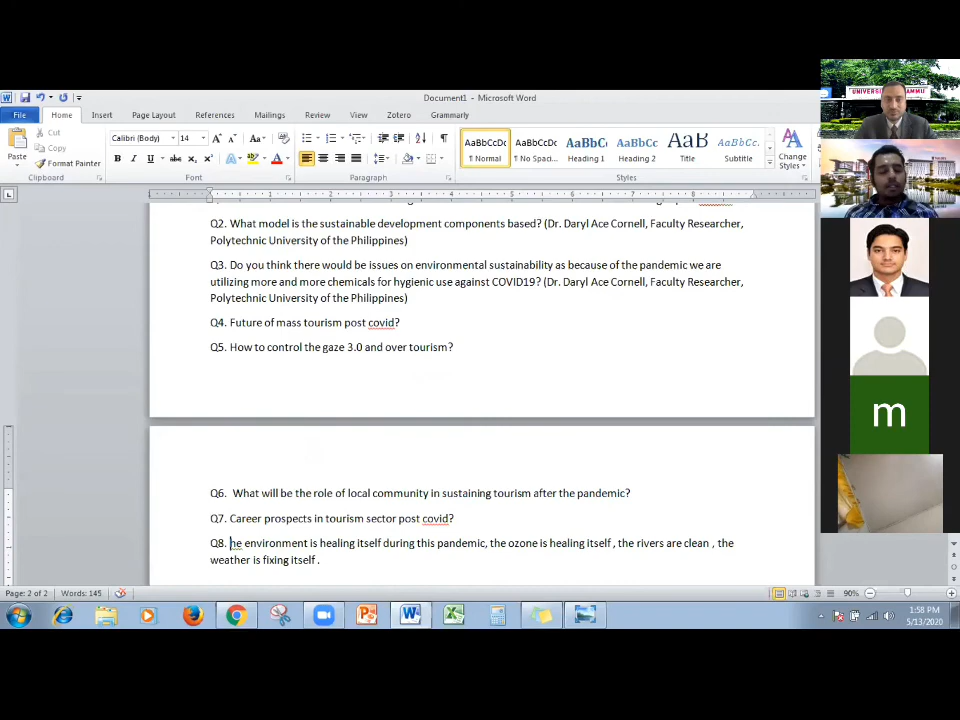 Document1 - Microsoft Word
File Home Insert Page Layout References Mailings Review View Zotero Grammarly
Paste
Cut
Copy
Format Painter
Calibri (Body) 14
AaBbCcDc AaBbCcDc AaBbC AaBbCc AaB AaBbCc.
¶ Normal ¶ No Spaci... Heading 1 Heading 2 Title Subtitle
Change
Styles
Clipboard Font Paragraph Styles
UNIVERSI AMMU
Q2. What model is the sustainable development components based? (Dr. Daryl Ace Cornell, Faculty Researcher,
Polytechnic University of the Philippines)
Q3. Do you think there would be issues on environmental sustainability as because of the pandemic we are
utilizing more and more chemicals for hygienic use against COVID19? (Dr. Daryl Ace Cornell, Faculty Researcher,
Polytechnic University of the Philippines)
Q4. Future of mass tourism post covid?
Q5. How to control the gaze 3.0 and over tourism?
m
Q6. What will be the role of local community in sustaining tourism after the pandemic?
Q7. Career prospects in tourism sector post covid?
Q8. he environment is healing itself during this pandemic, the ozone is healing itself , the rivers are clean , the
weather is fixing itself .
Page: 2 of 2 Words: 145 90%
1:58 PM
5/13/2020